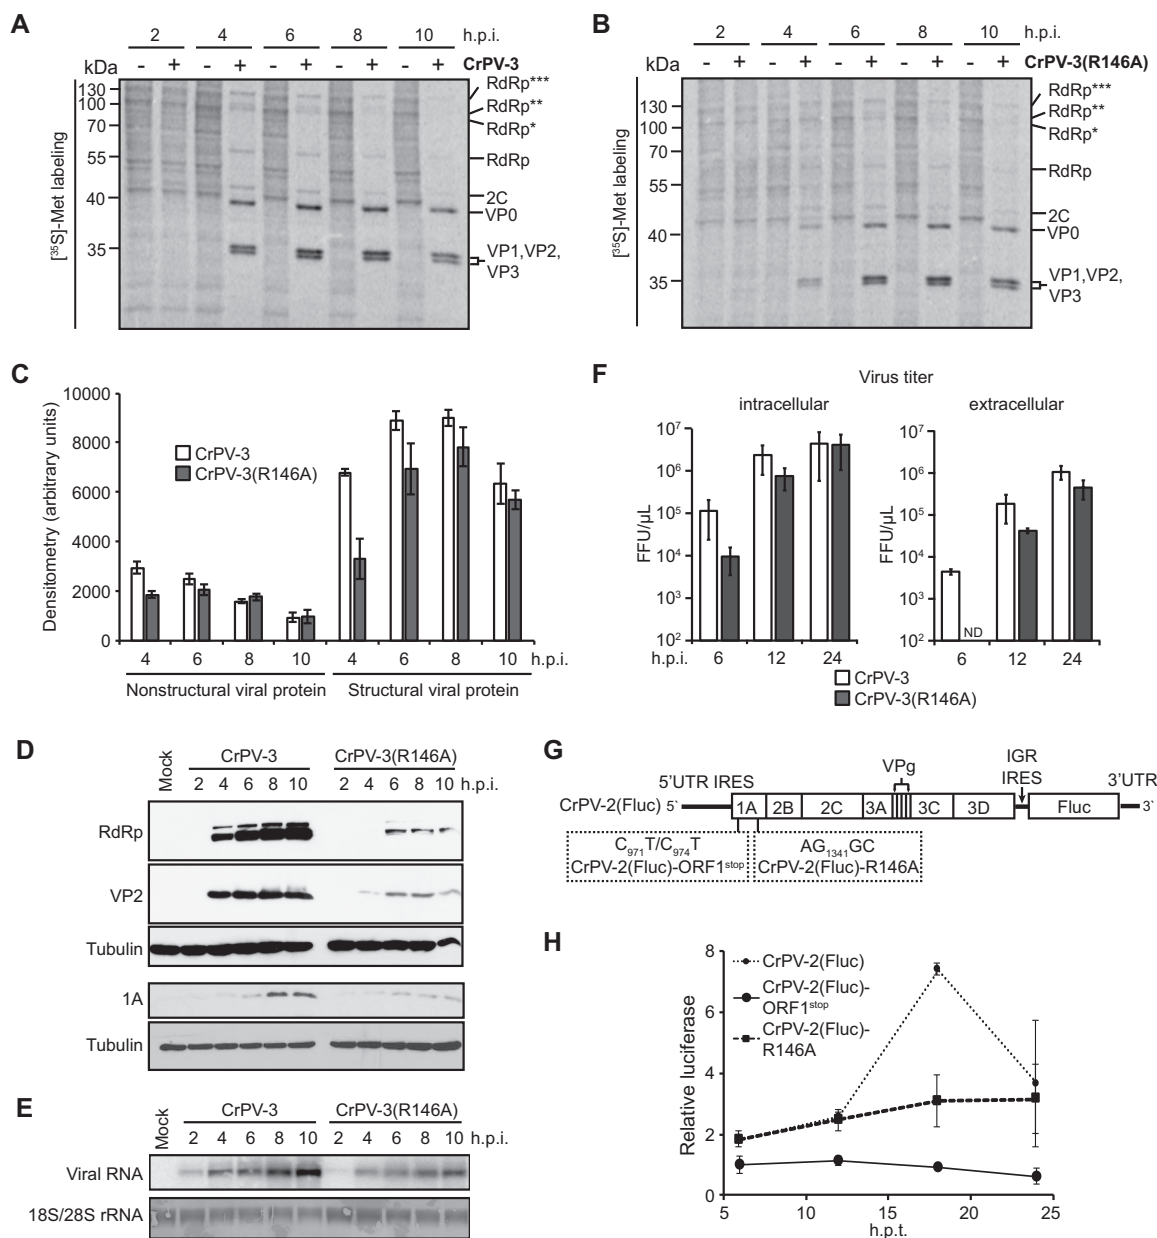 A
2 4 6 8 10 h.p.i.
- + - + - + - + - + CrPV-3
kDa
130
100
70
55
40
35
[³⁵S]-Met labeling
RdRp***
RdRp**
RdRp*
RdRp
2C
VP0
VP1,VP2,
VP3
B
2 4 6 8 10 h.p.i.
- + - + - + - + - + CrPV-3(R146A)
kDa
130
100
70
55
40
35
[³⁵S]-Met labeling
RdRp***
RdRp**
RdRp*
RdRp
2C
VP0
VP1,VP2,
VP3
C
Densitometry (arbitrary units)
10000
8000
6000
4000
2000
0
CrPV-3
CrPV-3(R146A)
4 6 8 10 4 6 8 10 h.p.i.
Nonstructural viral protein Structural viral protein
F
Virus titer
intracellular extracellular
FFU/µL
10⁷
10⁶
10⁵
10⁴
10³
10²
h.p.i. 6 12 24
FFU/µL
10⁷
10⁶
10⁵
10⁴
10³
10²
ND
6 12 24
CrPV-3
CrPV-3(R146A)
D
Mock CrPV-3 CrPV-3(R146A)
2 4 6 8 10 2 4 6 8 10 h.p.i.
RdRp
VP2
Tubulin
1A
Tubulin
E
Mock CrPV-3 CrPV-3(R146A)
2 4 6 8 10 2 4 6 8 10 h.p.i.
Viral RNA
18S/28S rRNA
G
5'UTR IRES VPg IGR IRES 3'UTR
CrPV-2(Fluc) 5` 1A 2B 2C 3A 3C 3D Fluc 3`
C₉₇₁T/C₉₇₄T
CrPV-2(Fluc)-ORF1ˢᵗᵒᵖ
AG₁₃₄₁GC
CrPV-2(Fluc)-R146A
H
Relative luciferase
8
6
4
2
0
CrPV-2(Fluc)
CrPV-2(Fluc)-
ORF1ˢᵗᵒᵖ
CrPV-2(Fluc)-
R146A
5 10 15 20 25
h.p.t.